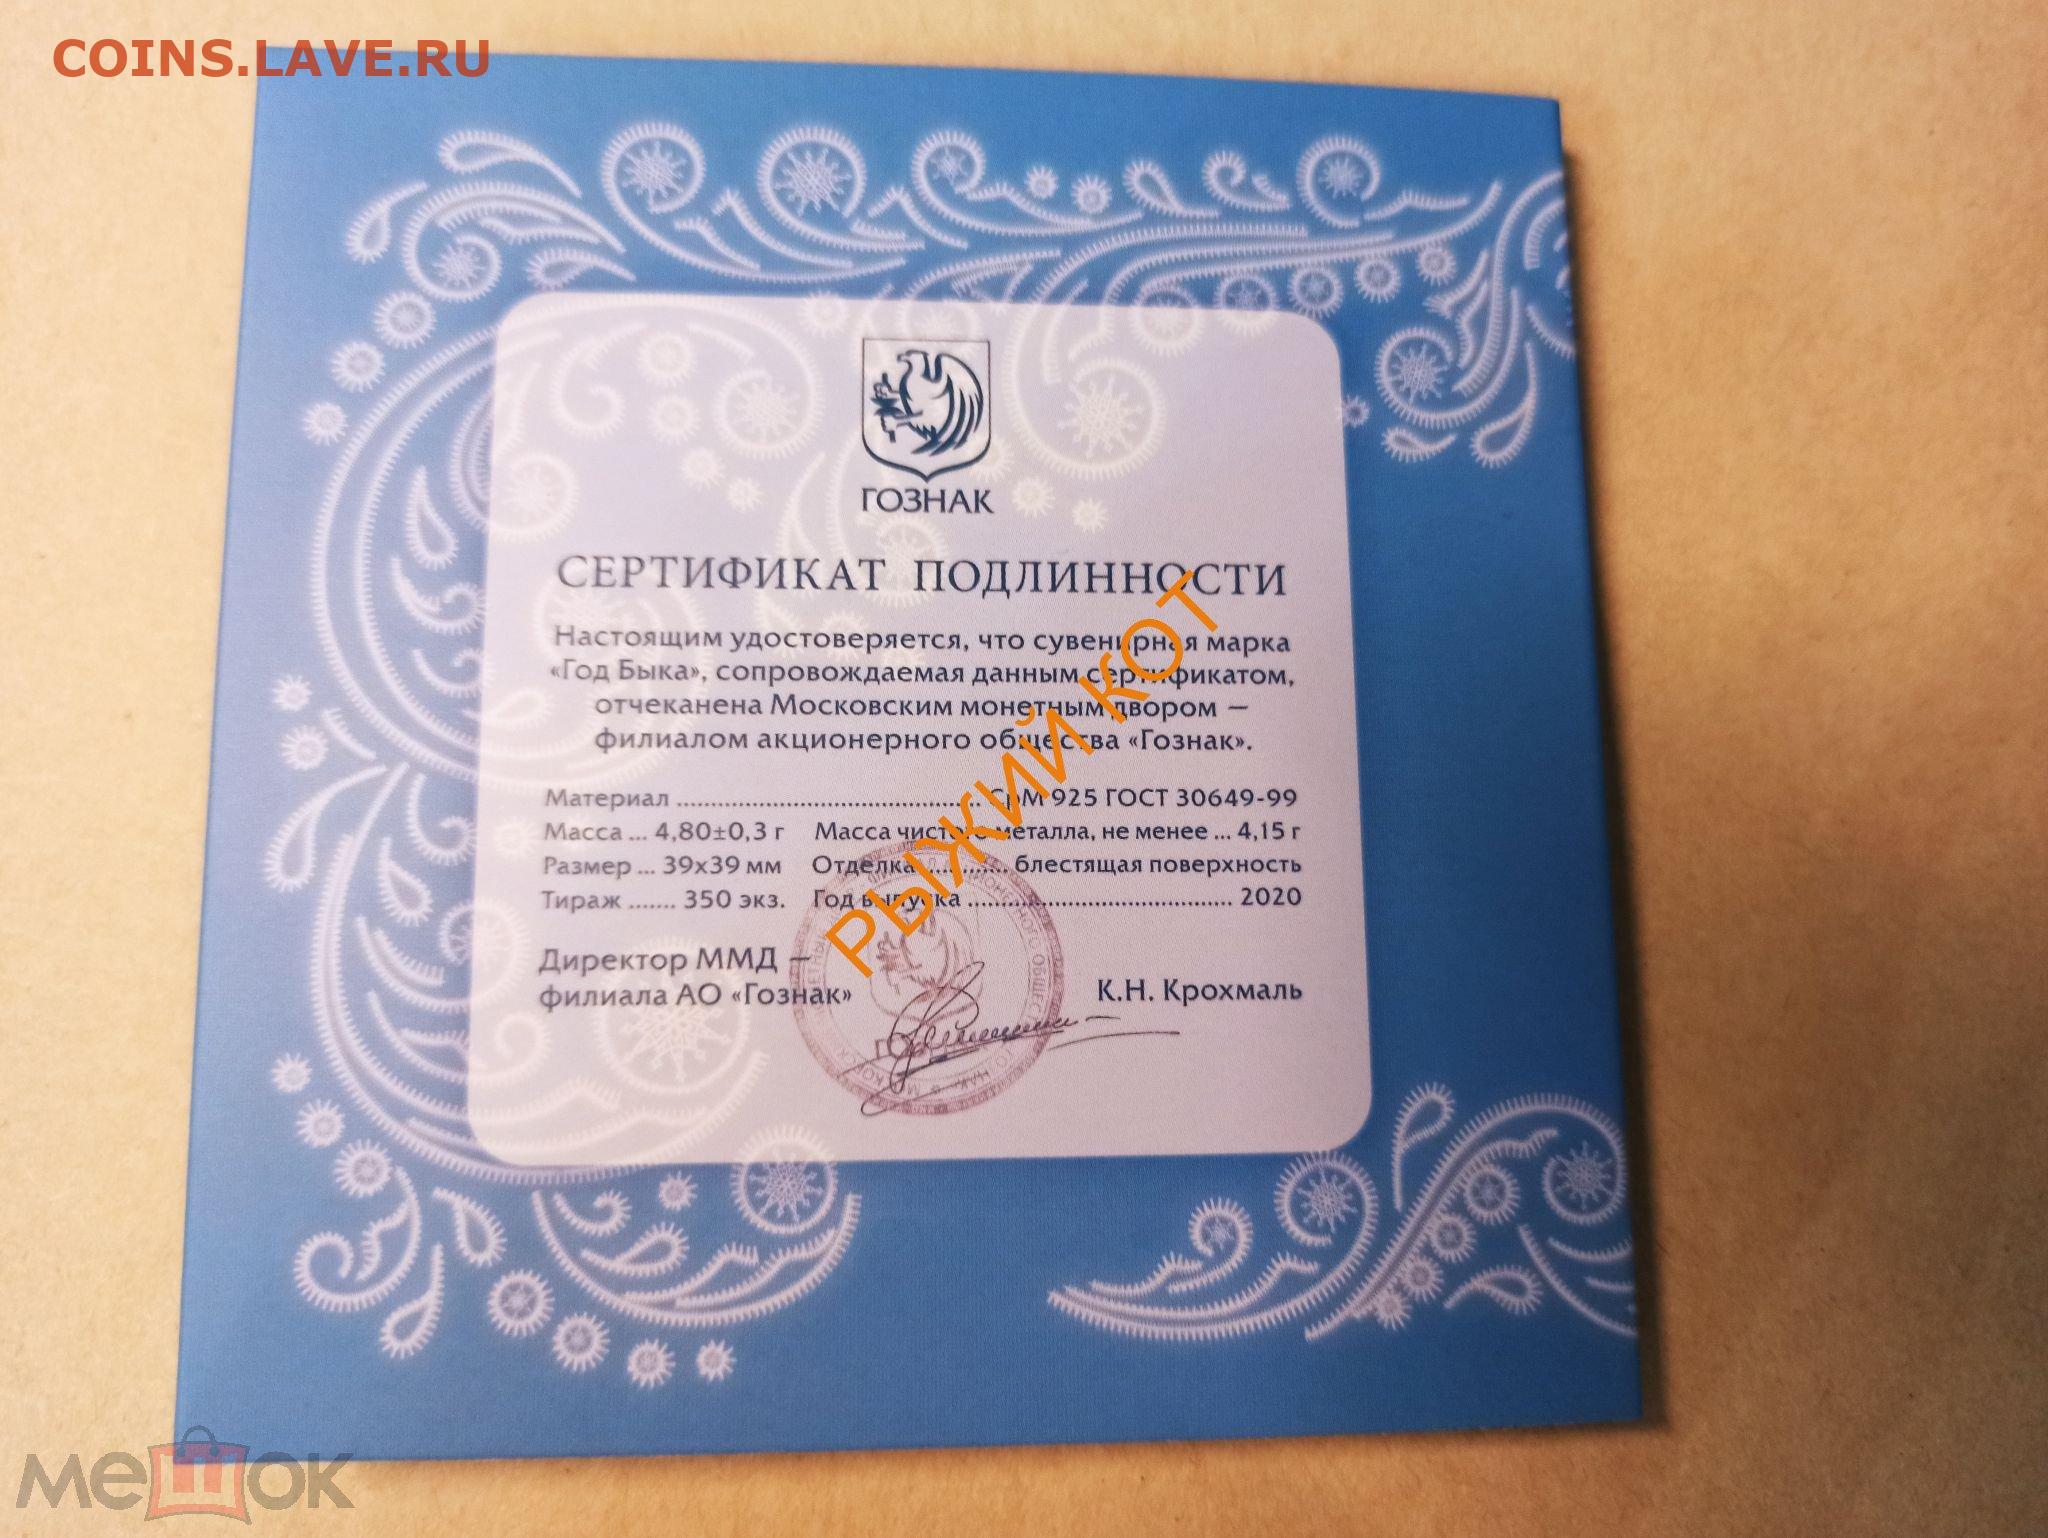 COINS.LAVE.RU
ГОЗНАК
СЕРТИФИКАТ ПОДЛИННОСТИ
Настоящим удостоверяется, что сувенирная марка
«Год Быка», сопровождаемая данным сертификатом,
отчеканена Московским монетным двором —
филиалом акционерного общества «Гознак».
Материал ............................................ СрМ 925 ГОСТ 30649-99
Масса ... 4,80±0,3 г Масса чистого металла, не менее ... 4,15 г
Размер ... 39х39 мм Отделка ............. блестящая поверхность
Тираж ....... 350 экз. Год выпуска ...................................... 2020
Директор ММД —
филиала АО «Гознак»
К.Н. Крохмаль
РЫЖИЙ КОТ
мешок